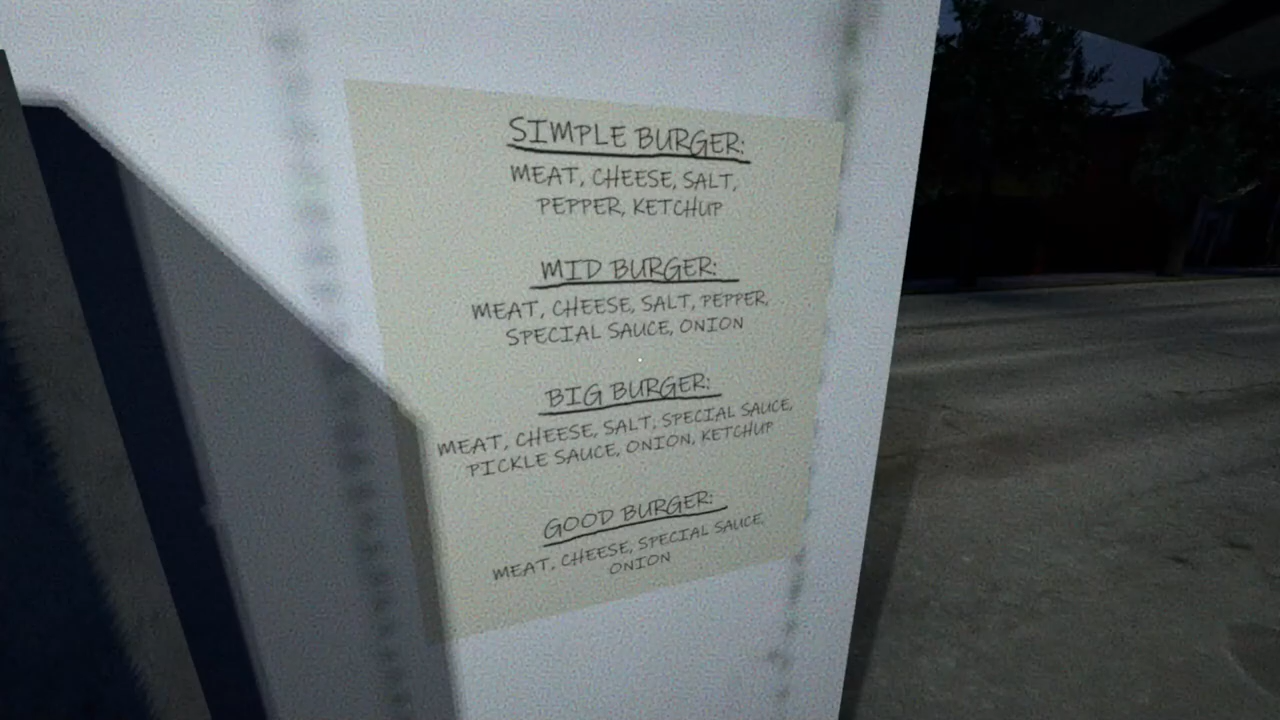 SIMPLE BURGER:
MEAT, CHEESE, SALT,
PEPPER, KETCHUP
MID BURGER:
MEAT, CHEESE, SALT, PEPPER,
SPECIAL SAUCE, ONION
BIG BURGER:
MEAT, CHEESE, SALT, SPECIAL SAUCE,
PICKLE SAUCE, ONION, KETCHUP
GOOD BURGER:
MEAT, CHEESE, SPECIAL SAUCE,
ONION